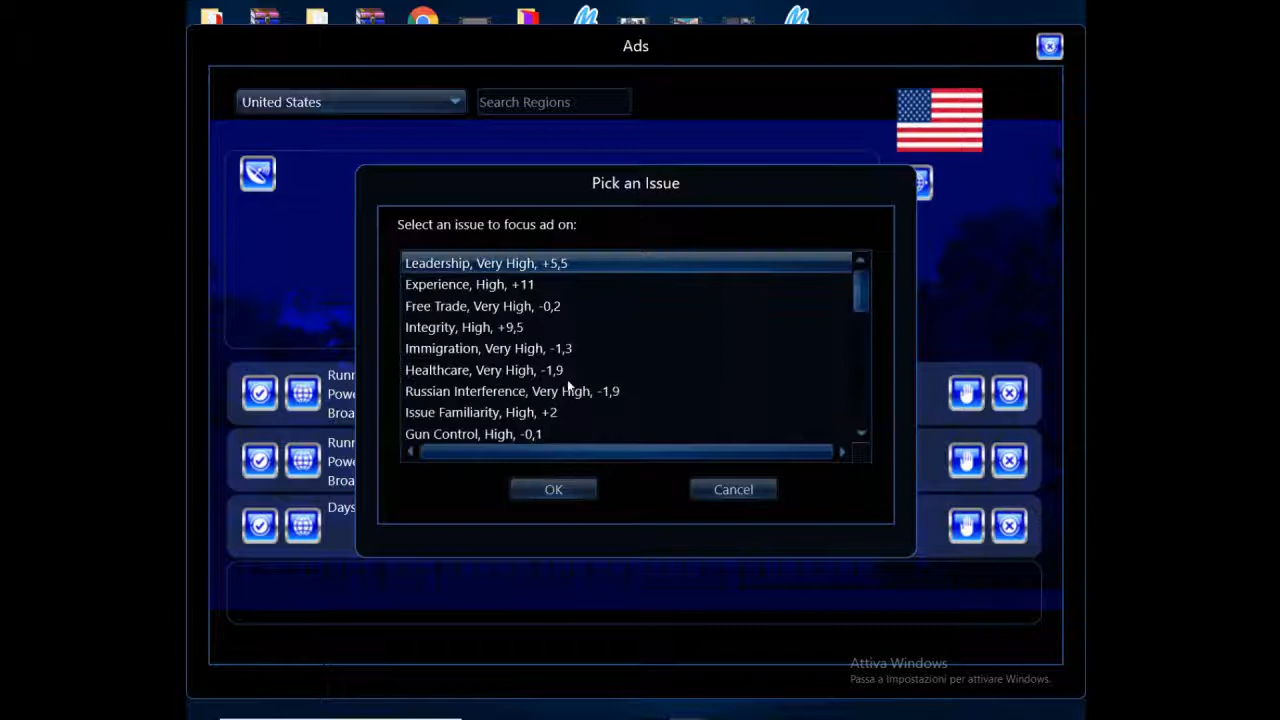 Ads
United States
Search Regions
Pick an Issue
Select an issue to focus ad on:
Leadership, Very High, +5,5
Experience, High, +11
Free Trade, Very High, -0,2
Integrity, High, +9,5
Immigration, Very High, -1,3
Healthcare, Very High, -1,9
Russian Interference, Very High, -1,9
Issue Familiarity, High, +2
Gun Control, High, -0,1
OK
Cancel
Runn
Powe
Broa
Runn
Powe
Broa
Days
Attiva Windows
Passa a Impostazioni per attivare Windows.